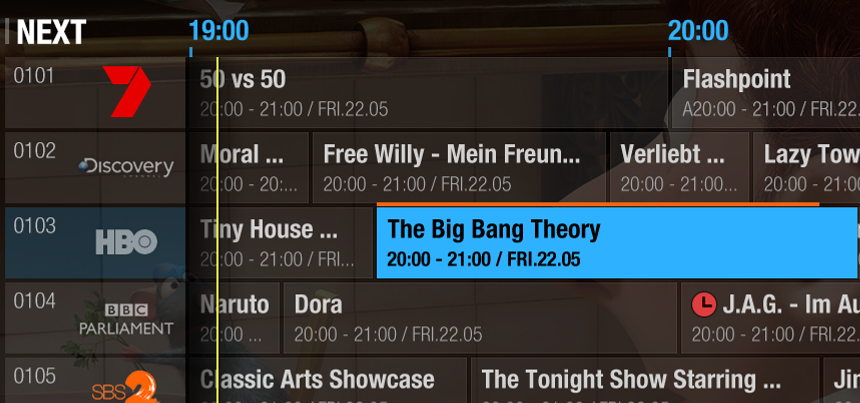 NEXT
19:00
20:00
0101
7
50 vs 50
20:00 - 21:00 / FRI.22.05
Flashpoint
A20:00 - 21:00 / FRI.22.
0102
Discovery
CHANNEL
Moral ...
20:00 - 20:...
Free Willy - Mein Freun...
20:00 - 21:00 / FRI.22.05
Verliebt ...
20:00 - 21:00...
Lazy Tow
20:00 - 21:0
0103
HBO
Tiny House ...
20:00 - 21:00 / FRI...
The Big Bang Theory
20:00 - 21:00 / FRI.22.05
0104
BBC
PARLIAMENT
Naruto
20:00 ...
Dora
20:00 - 21:00 / FRI.22.05
J.A.G. - Im Au
20:00 - 21:00 / FRI.22.
0105
SBS 2
Classic Arts Showcase
The Tonight Show Starring ...
Jin